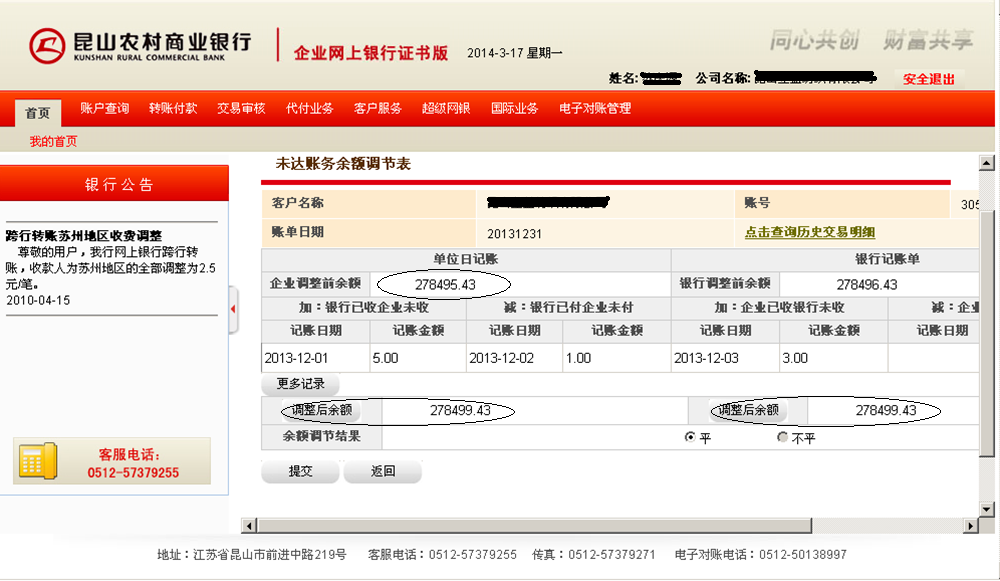 昆山农村商业银行
KUNSHAN RURAL COMMERCIAL BANK
企业网上银行证书版 2014-3-17 星期一
同心共创 财富共享
姓名: 公司名称: 安全退出
首页 账户查询 转账付款 交易审核 代付业务 客户服务 超级网银 国际业务 电子对账管理
我的首页
银行公告
跨行转账苏州地区收费调整
尊敬的用户，我行网上银行跨行转
账，收款人为苏州地区的全部调整为2.5
元/笔。
2010-04-15
客服电话：
0512-57379255
未达账务余额调节表
客户名称 账号 305
账单日期 20131231 点击查询历史交易明细
单位日记账 银行记账单
企业调整前余额 278495.43 银行调整前余额 278496.43
加：银行已收企业未收 减：银行已付企业未付 加：企业已收银行未收 减：企业
记账日期 记账金额 记账日期 记账金额 记账日期 记账金额 记账日期
2013-12-01 5.00 2013-12-02 1.00 2013-12-03 3.00
更多记录
调整后余额 278499.43 调整后余额 278499.43
余额调节结果 平 不平
提交 返回
地址：江苏省昆山市前进中路219号 客服电话：0512-57379255 传真：0512-57379271 电子对账电话：0512-50138997